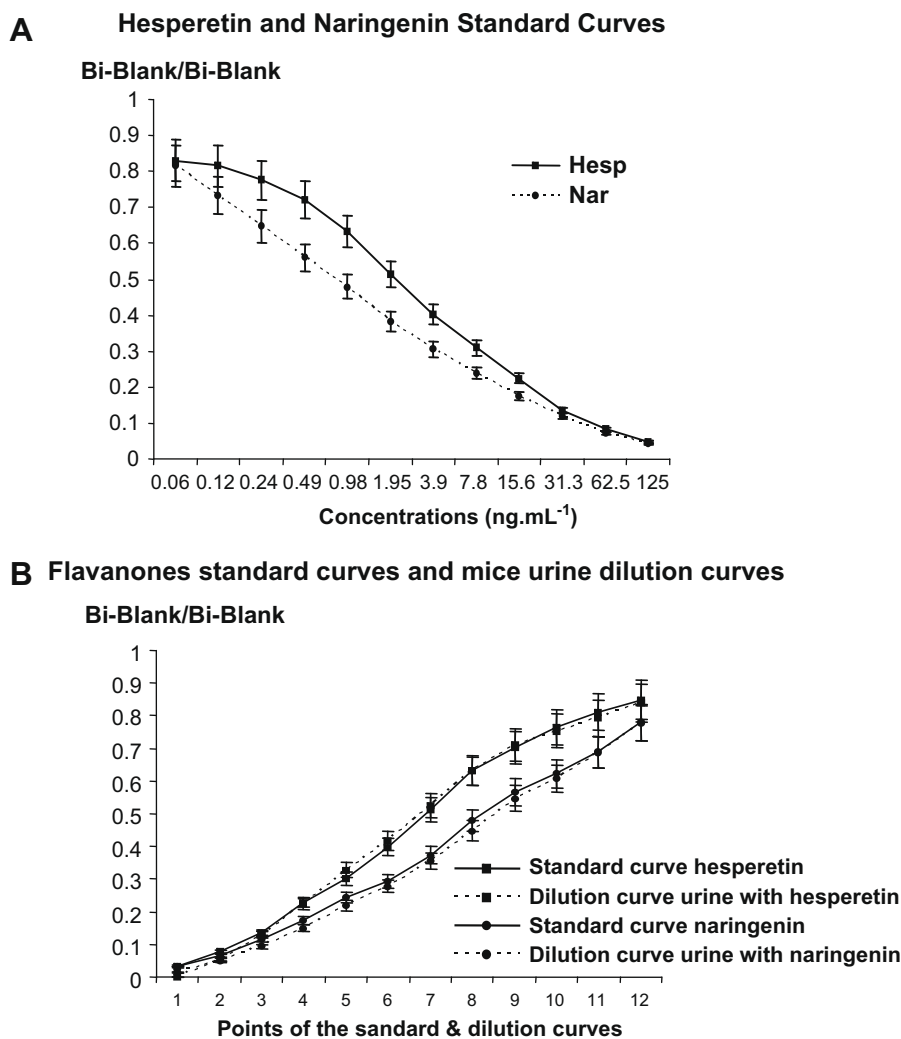 A
Hesperetin and Naringenin Standard Curves
Bi-Blank/Bi-Blank
1
0.9
0.8
0.7
0.6
0.5
0.4
0.3
0.2
0.1
0
Hesp
Nar
0.06 0.12 0.24 0.49 0.98 1.95 3.9 7.8 15.6 31.3 62.5 125
Concentrations (ng.mL-1)
B Flavanones standard curves and mice urine dilution curves
Bi-Blank/Bi-Blank
1
0.9
0.8
0.7
0.6
0.5
0.4
0.3
0.2
0.1
0
Standard curve hesperetin
Dilution curve urine with hesperetin
Standard curve naringenin
Dilution curve urine with naringenin
1 2 3 4 5 6 7 8 9 10 11 12
Points of the sandard & dilution curves